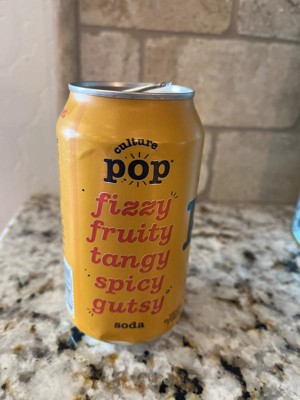 culture
pop
fizzy
fruity
tangy
spicy
gutsy
soda